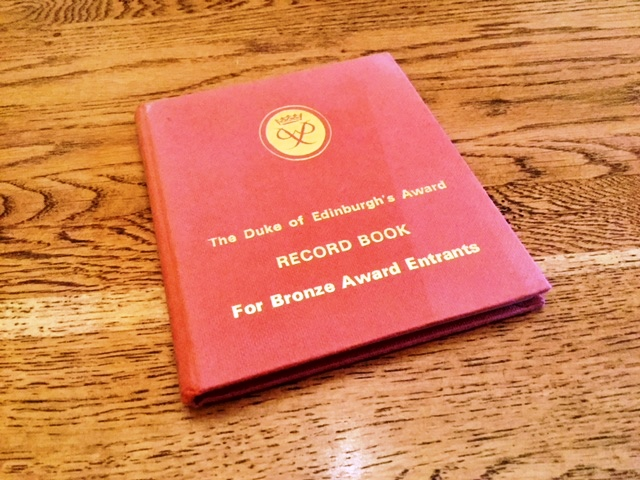 The Duke of Edinburgh's Award
RECORD BOOK
For Bronze Award Entrants